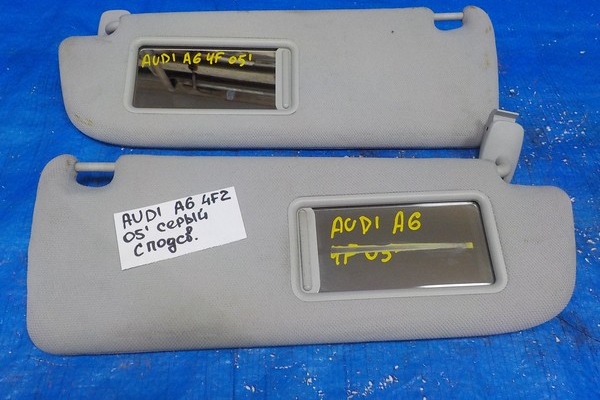 AUDI A6 4F 05'
AUDI A6 4F2
05' серый
С подсв.
AUDI A6
4F 05'